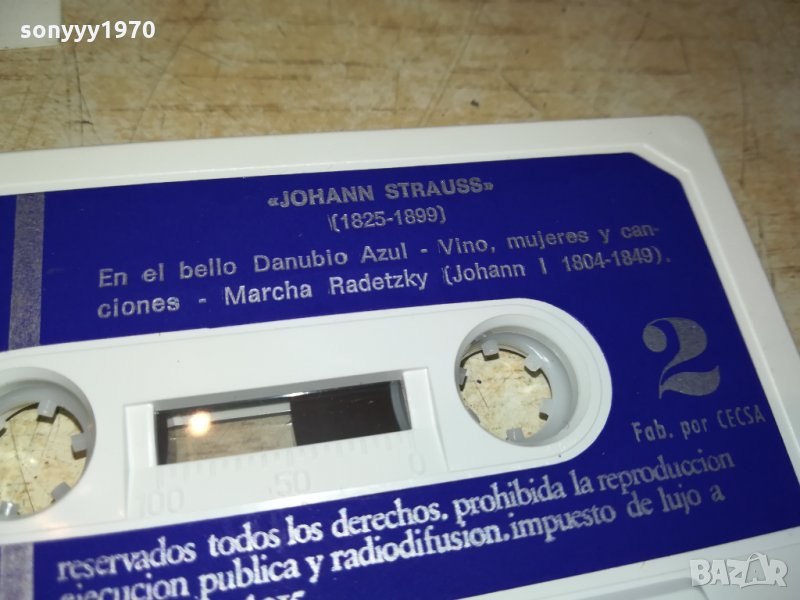 sonyyy1970
«JOHANN STRAUSS»
(1825-1899)
En el bello Danubio Azul - Vino, mujeres y can-
ciones - Marcha Radetzky (Johann I 1804-1849).
2
Fab. por CECSA
100 50 0
reservados todos los derechos. prohibida la reproduccion
ejecucion publica y radiodifusion. impuesto de lujo a
BAZAR